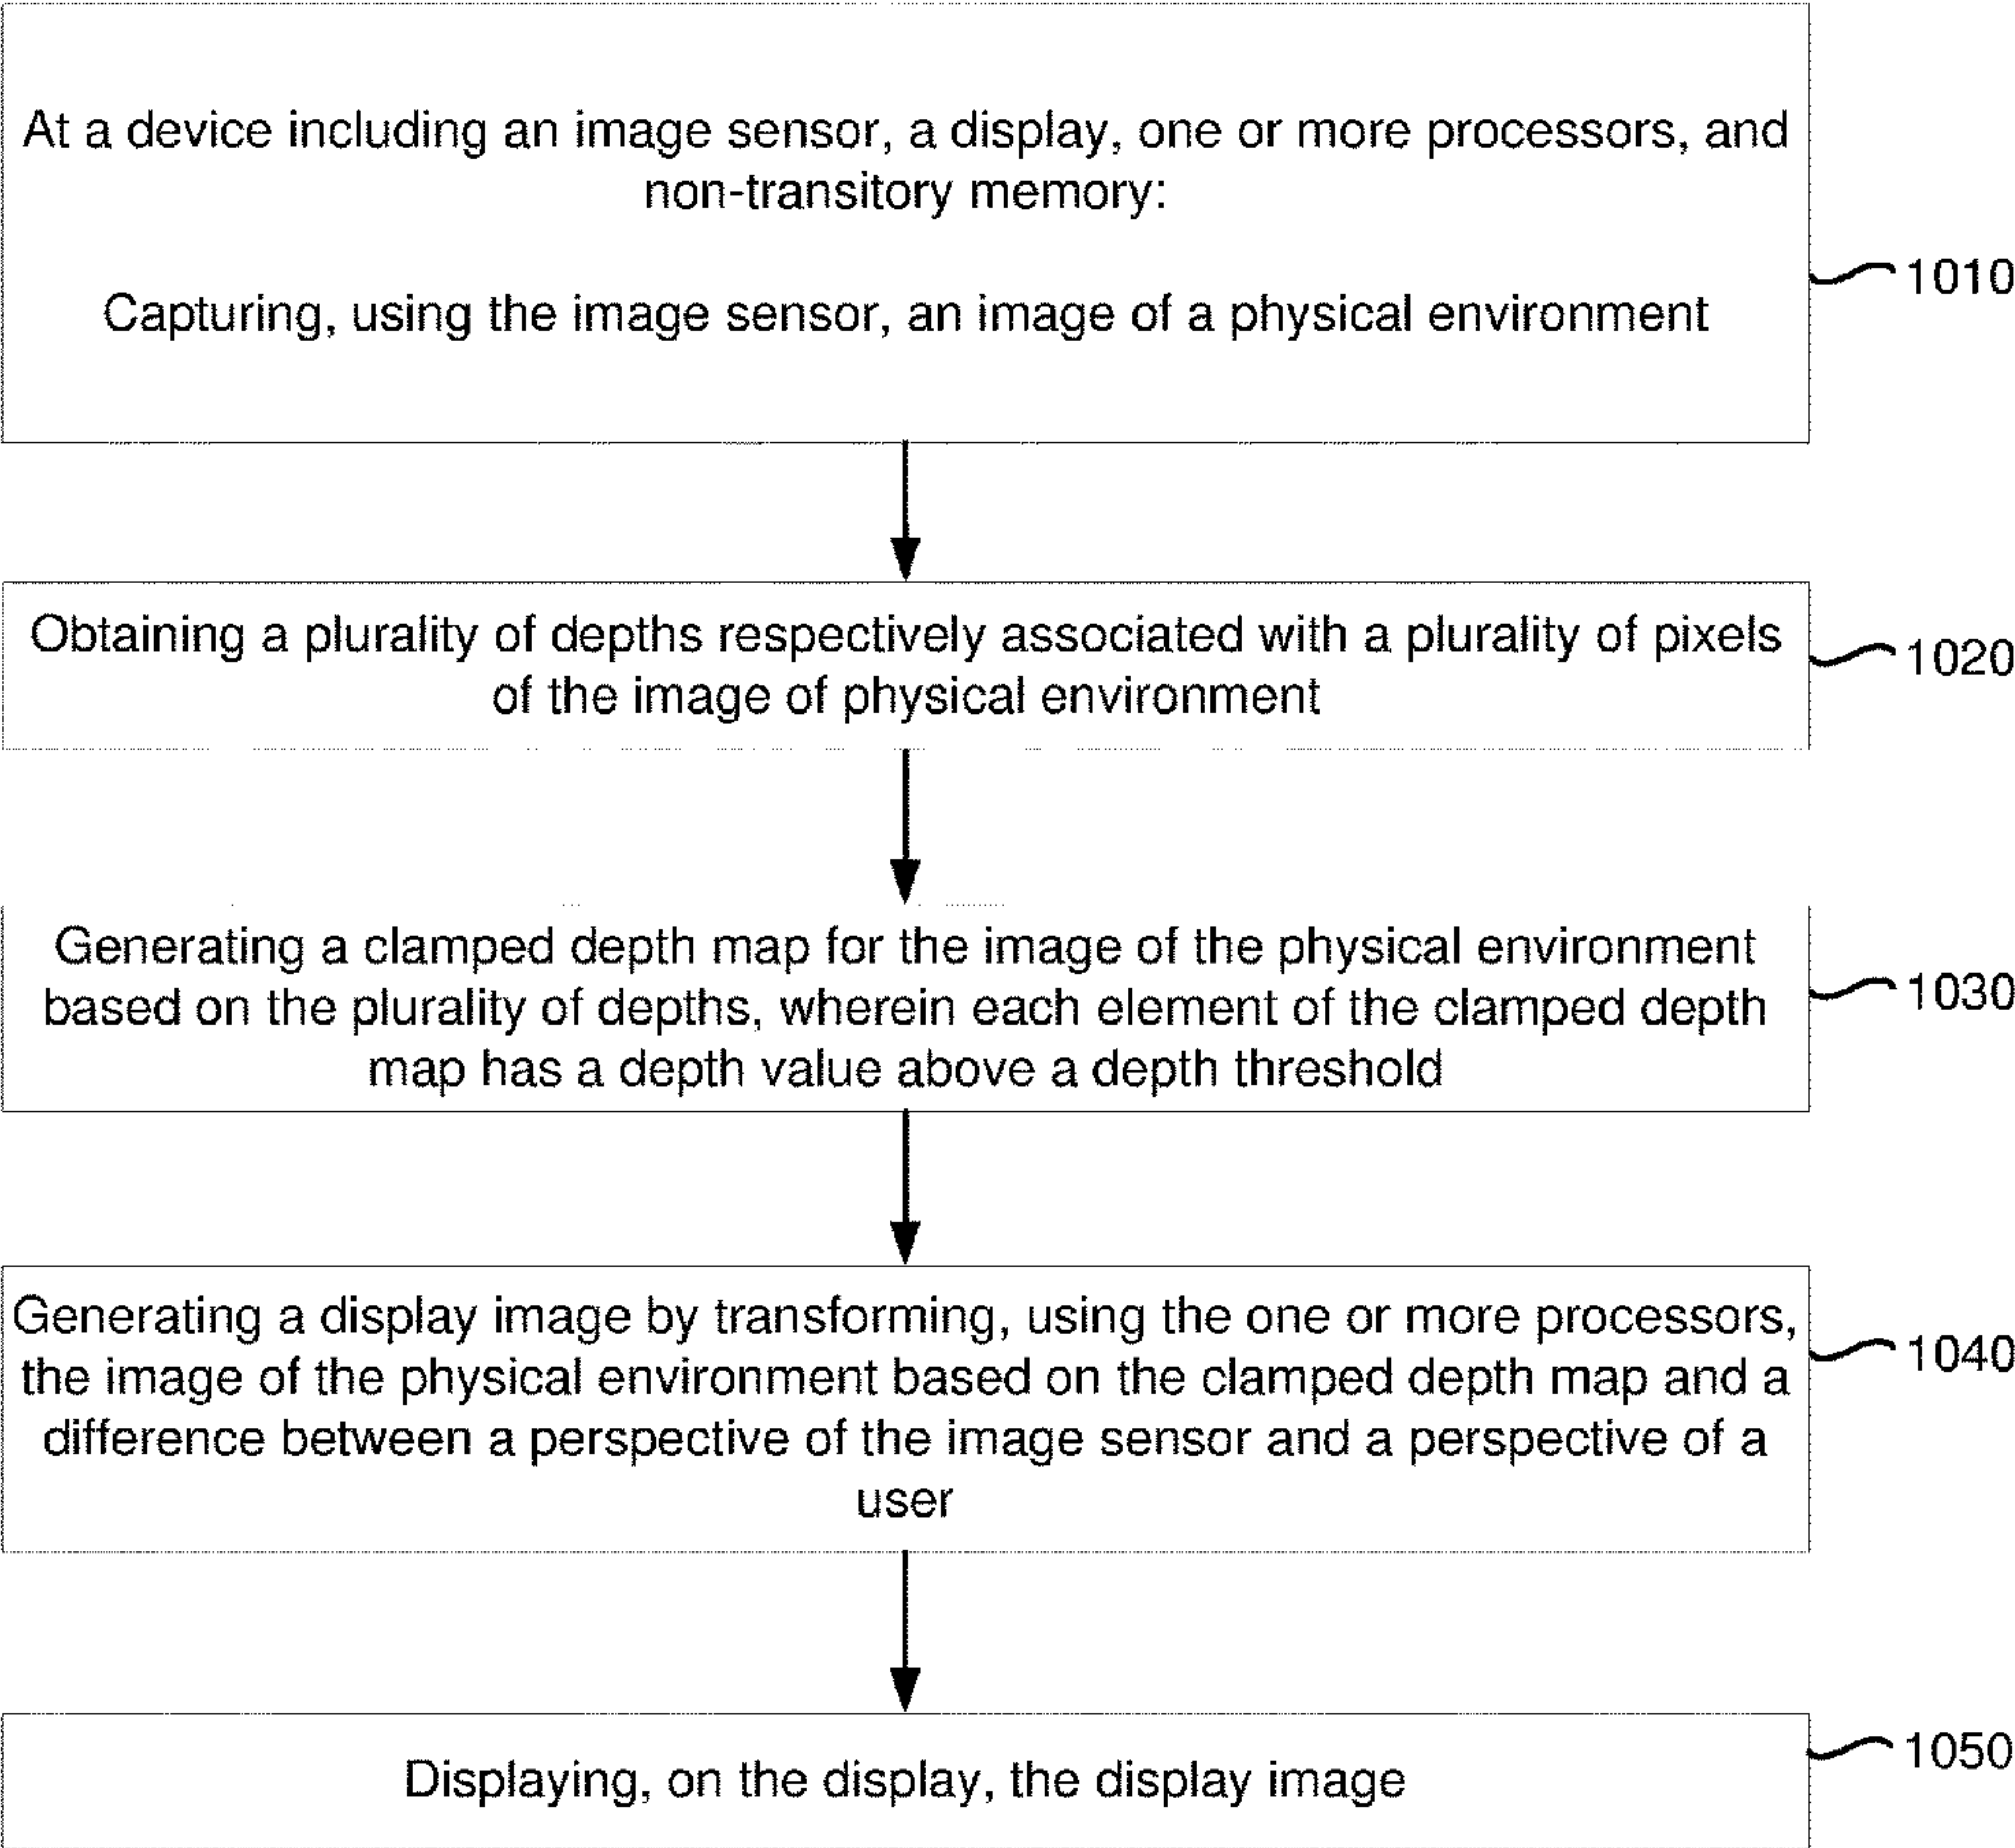 At a device including an image sensor, a display, one or more processors, and
non-transitory memory:
Capturing, using the image sensor, an image of a physical environment
1010
Obtaining a plurality of depths respectively associated with a plurality of pixels
of the image of physical environment
1020
Generating a clamped depth map for the image of the physical environment
based on the plurality of depths, wherein each element of the clamped depth
map has a depth value above a depth threshold
1030
Generating a display image by transforming, using the one or more processors,
the image of the physical environment based on the clamped depth map and a
difference between a perspective of the image sensor and a perspective of a
user
1040
Displaying, on the display, the display image
1050